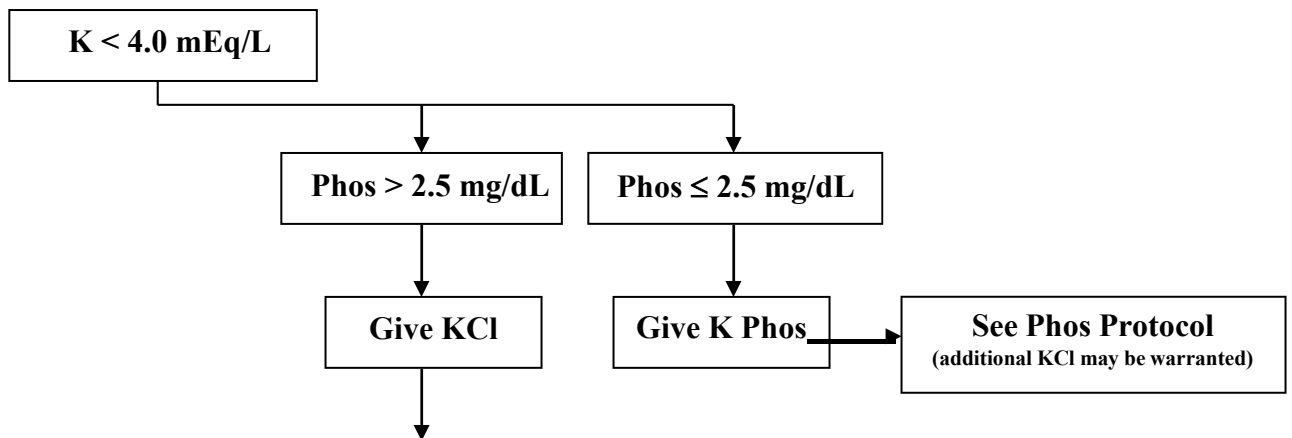 K < 4.0 mEq/L
Phos > 2.5 mg/dL
Phos ≤ 2.5 mg/dL
Give KCl
Give K Phos
See Phos Protocol
(additional KCl may be warranted)